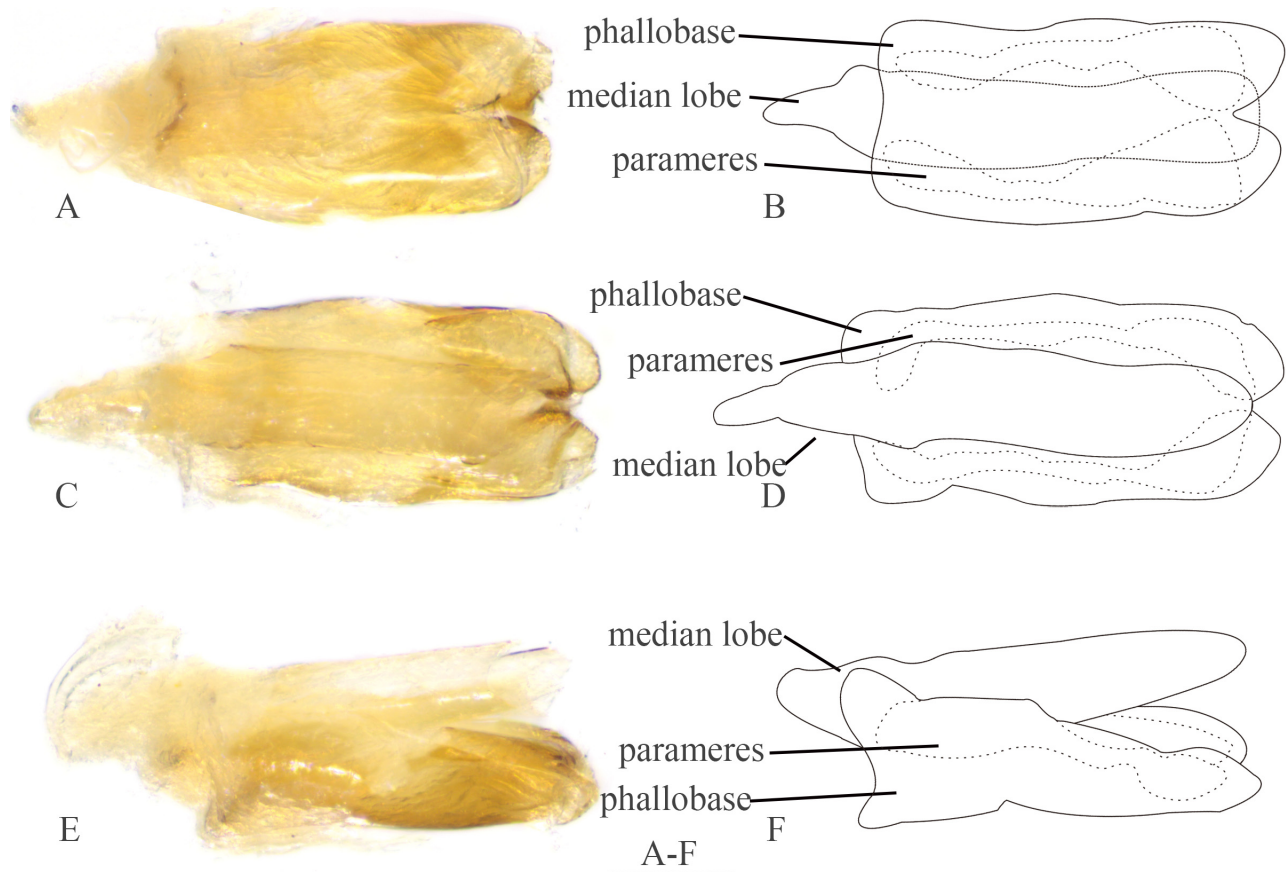 phallobase
median lobe
parameres
A
B
phallobase
parameres
median lobe
C
D
median lobe
parameres
phallobase
E
F
A-F